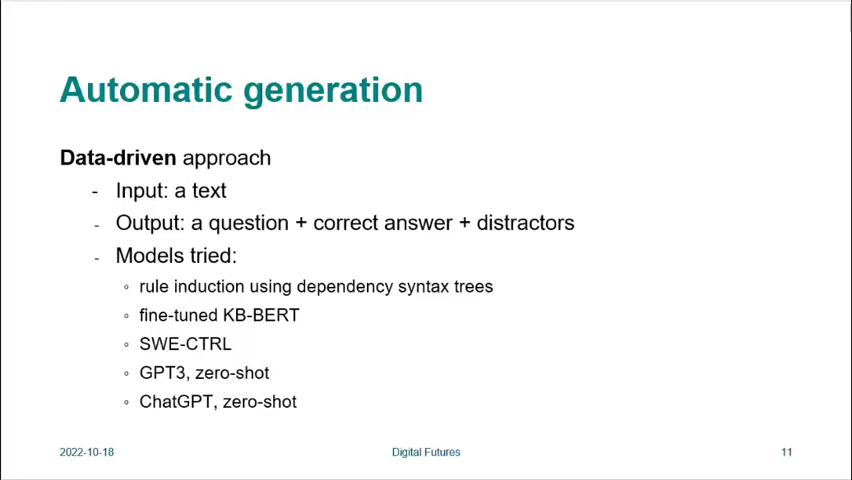 Automatic generation
Data-driven approach
- Input: a text
- Output: a question + correct answer + distractors
- Models tried:
◦ rule induction using dependency syntax trees
◦ fine-tuned KB-BERT
◦ SWE-CTRL
◦ GPT3, zero-shot
◦ ChatGPT, zero-shot
2022-10-18 Digital Futures 11